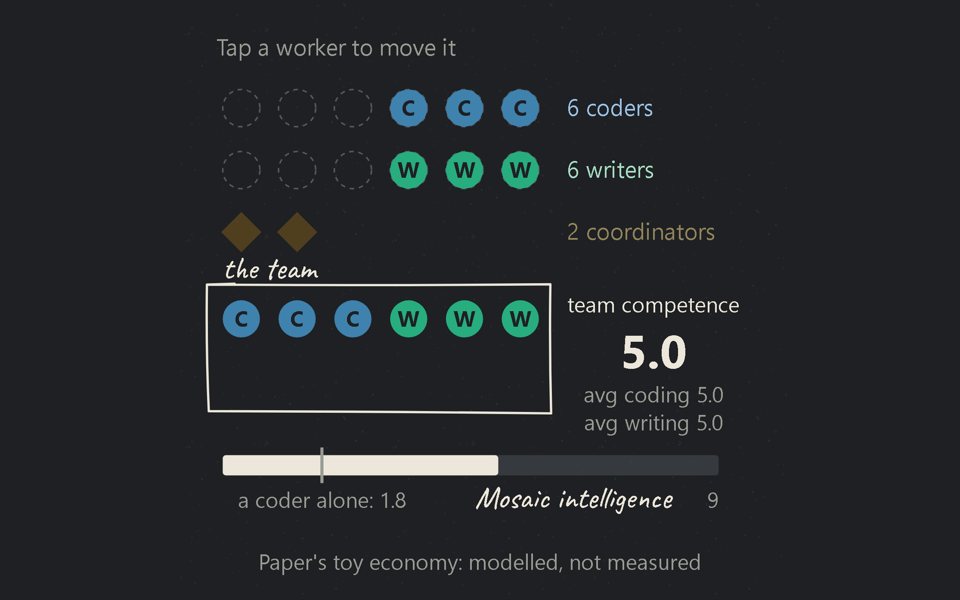 Tap a worker to move it
C C C 6 coders
W W W 6 writers
2 coordinators
the team
C C C W W W
team competence
5.0
avg coding 5.0
avg writing 5.0
a coder alone: 1.8 Mosaic intelligence 9
Paper's toy economy: modelled, not measured